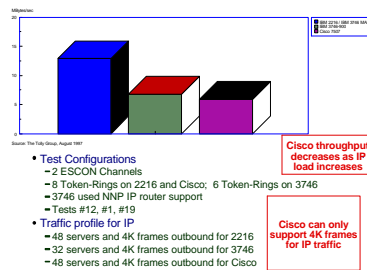 MBytes/sec
20
15
10
5
0
IBM 2216 / IBM 3746 MAE
IBM 3746-900
Cisco 7507
Source: The Tolly Group, August 1997
Cisco throughput
decreases as IP
load increases
• Test Configurations
– 2 ESCON Channels
– 8 Token-Rings on 2216 and Cisco; 6 Token-Rings on 3746
– 3746 used NNP IP router support
– Tests #12, #1, #19
• Traffic profile for IP
– 48 servers and 4K frames outbound for 2216
– 32 servers and 4K frames outbound for 3746
– 48 servers and 4K frames outbound for Cisco
Cisco can only
support 4K frames
for IP traffic